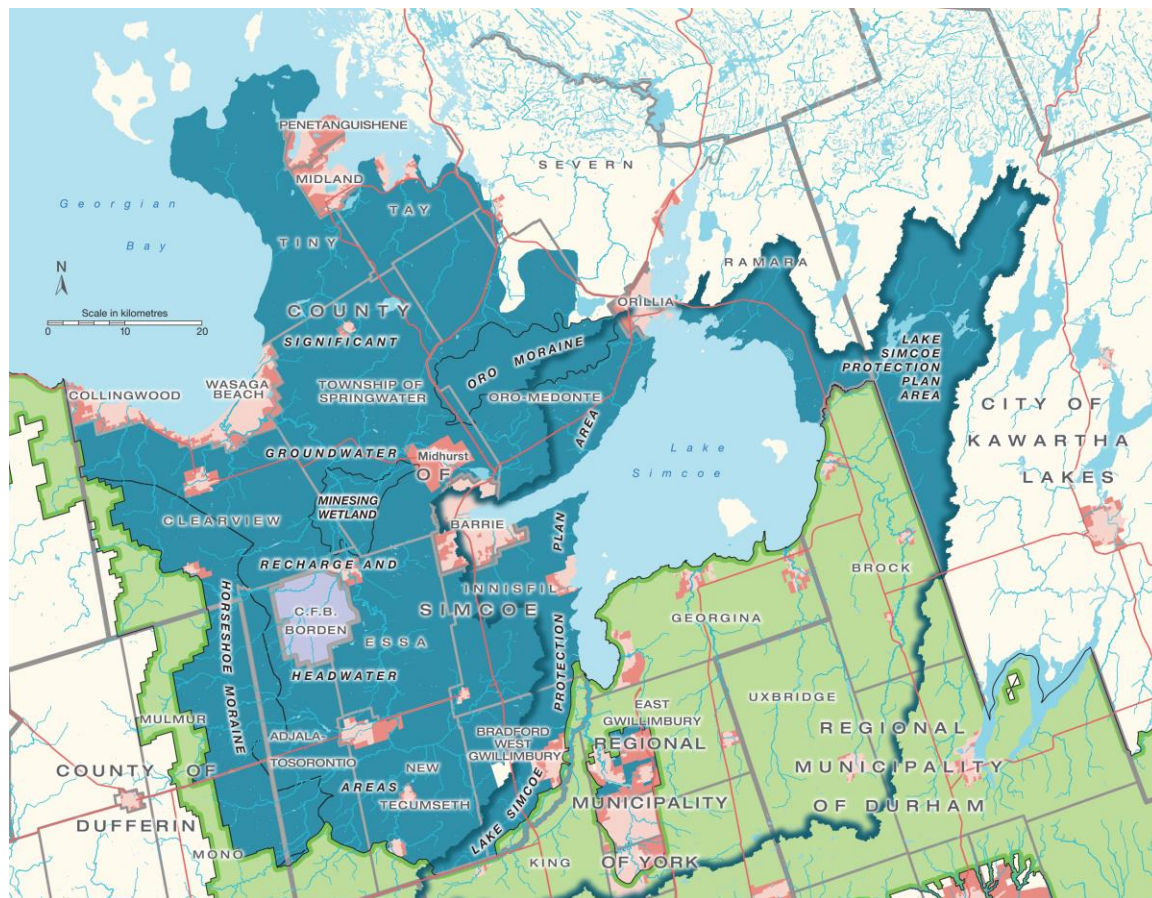 PENETANGUISHENE
MIDLAND
SEVERN
TAY
Georgian
Bay
TINY
RAMARA
N
Scale in kilometres
0 10 20
COUNTY
ORILLIA
SIGNIFICANT
ORO MORAINE
LAKE
SIMCOE
PROTECTION
PLAN
AREA
COLLINGWOOD
WASAGA
BEACH
TOWNSHIP OF
SPRINGWATER
ORO-MEDONTE
AREA
CITY OF
KAWARTHA
LAKES
GROUNDWATER
Midhurst
OF
Lake
Simcoe
MINESING
WETLAND
CLEARVIEW
BARRIE
PLAN
RECHARGE AND
INNISFIL
BROCK
C.F.B.
BORDEN
SIMCOE
GEORGINA
HORSESHOE MORAINE
ESSA
PROTECTION
HEADWATER
MULMUR
EAST
GWILLIMBURY
UXBRIDGE
ADJALA-
TOSORONTIO
BRADFORD
WEST
GWILLIMBURY
REGIONAL
REGIONAL
COUNTY OF
DUFFERIN
NEW
TECUMSETH
AREAS
MUNICIPALITY
MUNICIPALITY
OF DURHAM
LAKE SIMCOE
MONO
KING
OF YORK